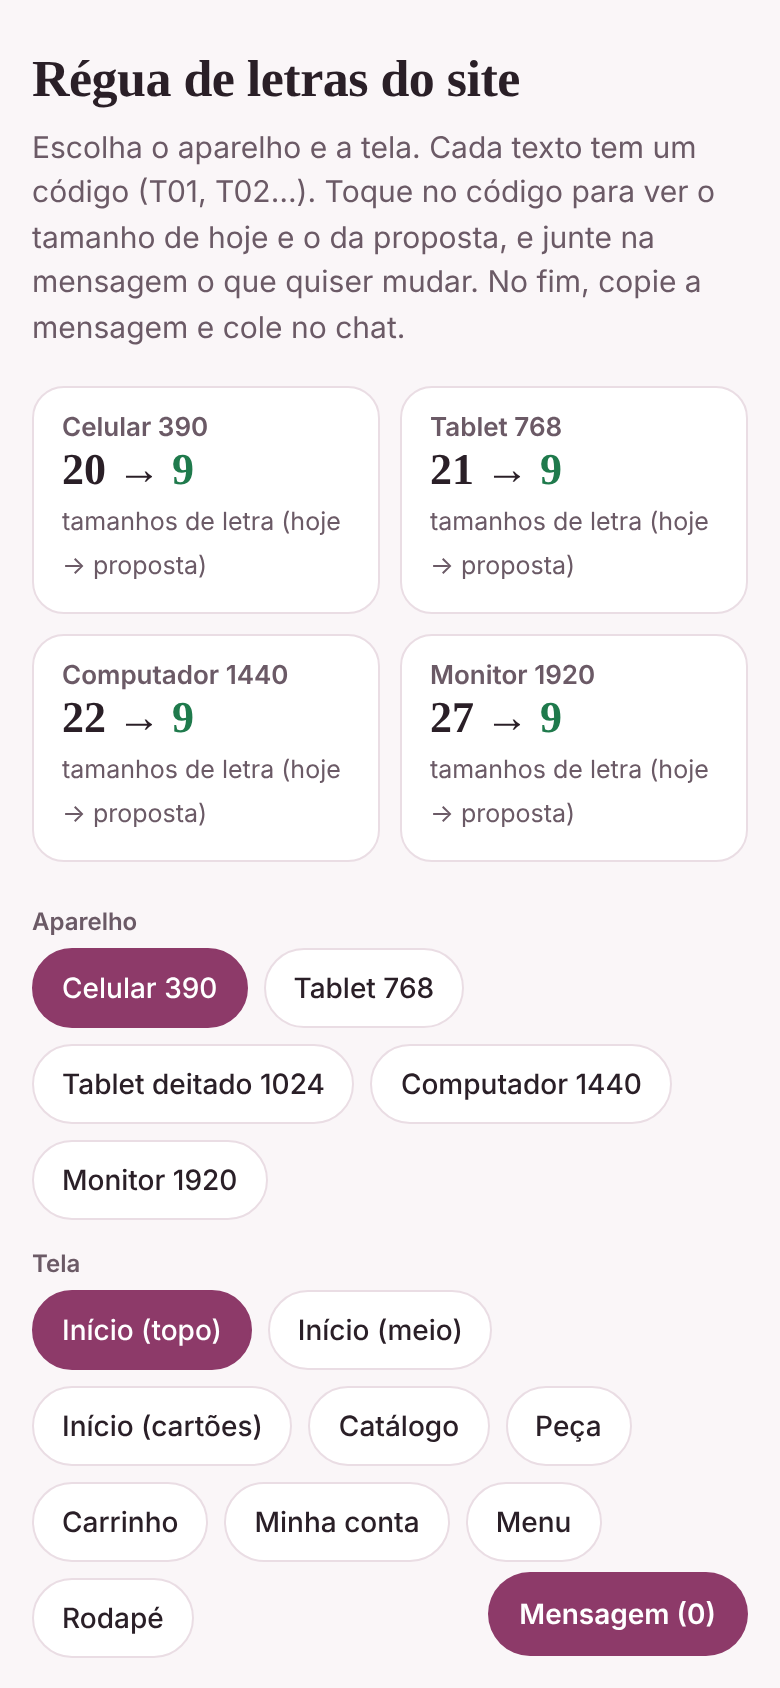 Régua de letras do site
Escolha o aparelho e a tela. Cada texto tem um
código (T01, T02...). Toque no código para ver o
tamanho de hoje e o da proposta, e junte na
mensagem o que quiser mudar. No fim, copie a
mensagem e cole no chat.
Celular 390
20 → 9
tamanhos de letra (hoje
→ proposta)
Tablet 768
21 → 9
tamanhos de letra (hoje
→ proposta)
Computador 1440
22 → 9
tamanhos de letra (hoje
→ proposta)
Monitor 1920
27 → 9
tamanhos de letra (hoje
→ proposta)
Aparelho
Celular 390
Tablet 768
Tablet deitado 1024
Computador 1440
Monitor 1920
Tela
Início (topo)
Início (meio)
Início (cartões)
Catálogo
Peça
Carrinho
Minha conta
Menu
Rodapé
Mensagem (0)